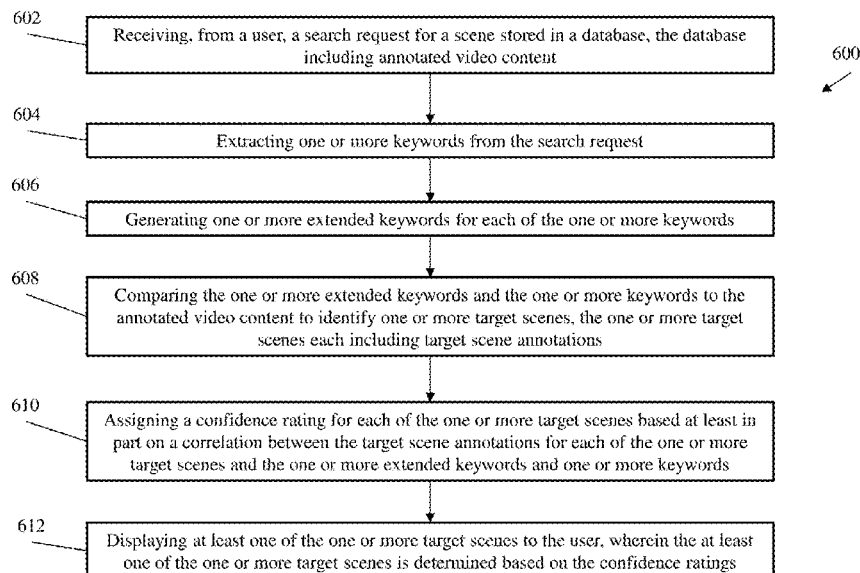 602
Receiving, from a user, a search request for a scene stored in a database, the database
including annotated video content
600
604
Extracting one or more keywords from the search request
606
Generating one or more extended keywords for each of the one or more keywords
608
Comparing the one or more extended keywords and the one or more keywords to the
annotated video content to identify one or more target scenes, the one or more target
scenes each including target scene annotations
610
Assigning a confidence rating for each of the one or more target scenes based at least in
part on a correlation between the target scene annotations for each of the one or more
target scenes and the one or more extended keywords and one or more keywords
612
Displaying at least one of the one or more target scenes to the user, wherein the at least
one of the one or more target scenes is determined based on the confidence ratings